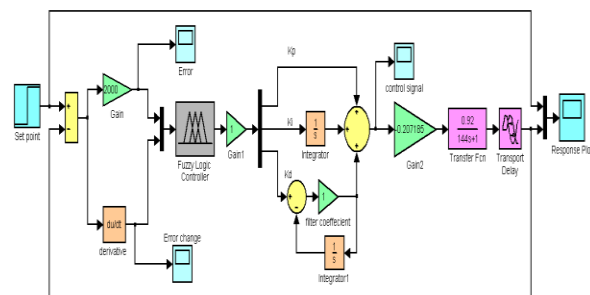 Set point
+
-
2000
Gain
Error
du/dt
derivative
Error change
Fuzzy Logic
Controller
1
Gain1
Kp
Ki
Kd
1
s
Integrator
+
-
1
filter coeffecient
1
s
Integrator1
+
+
+
control signal
-0.207185
Gain2
0.92
144s+1
Transfer Fcn
Transport
Delay
Response Plot